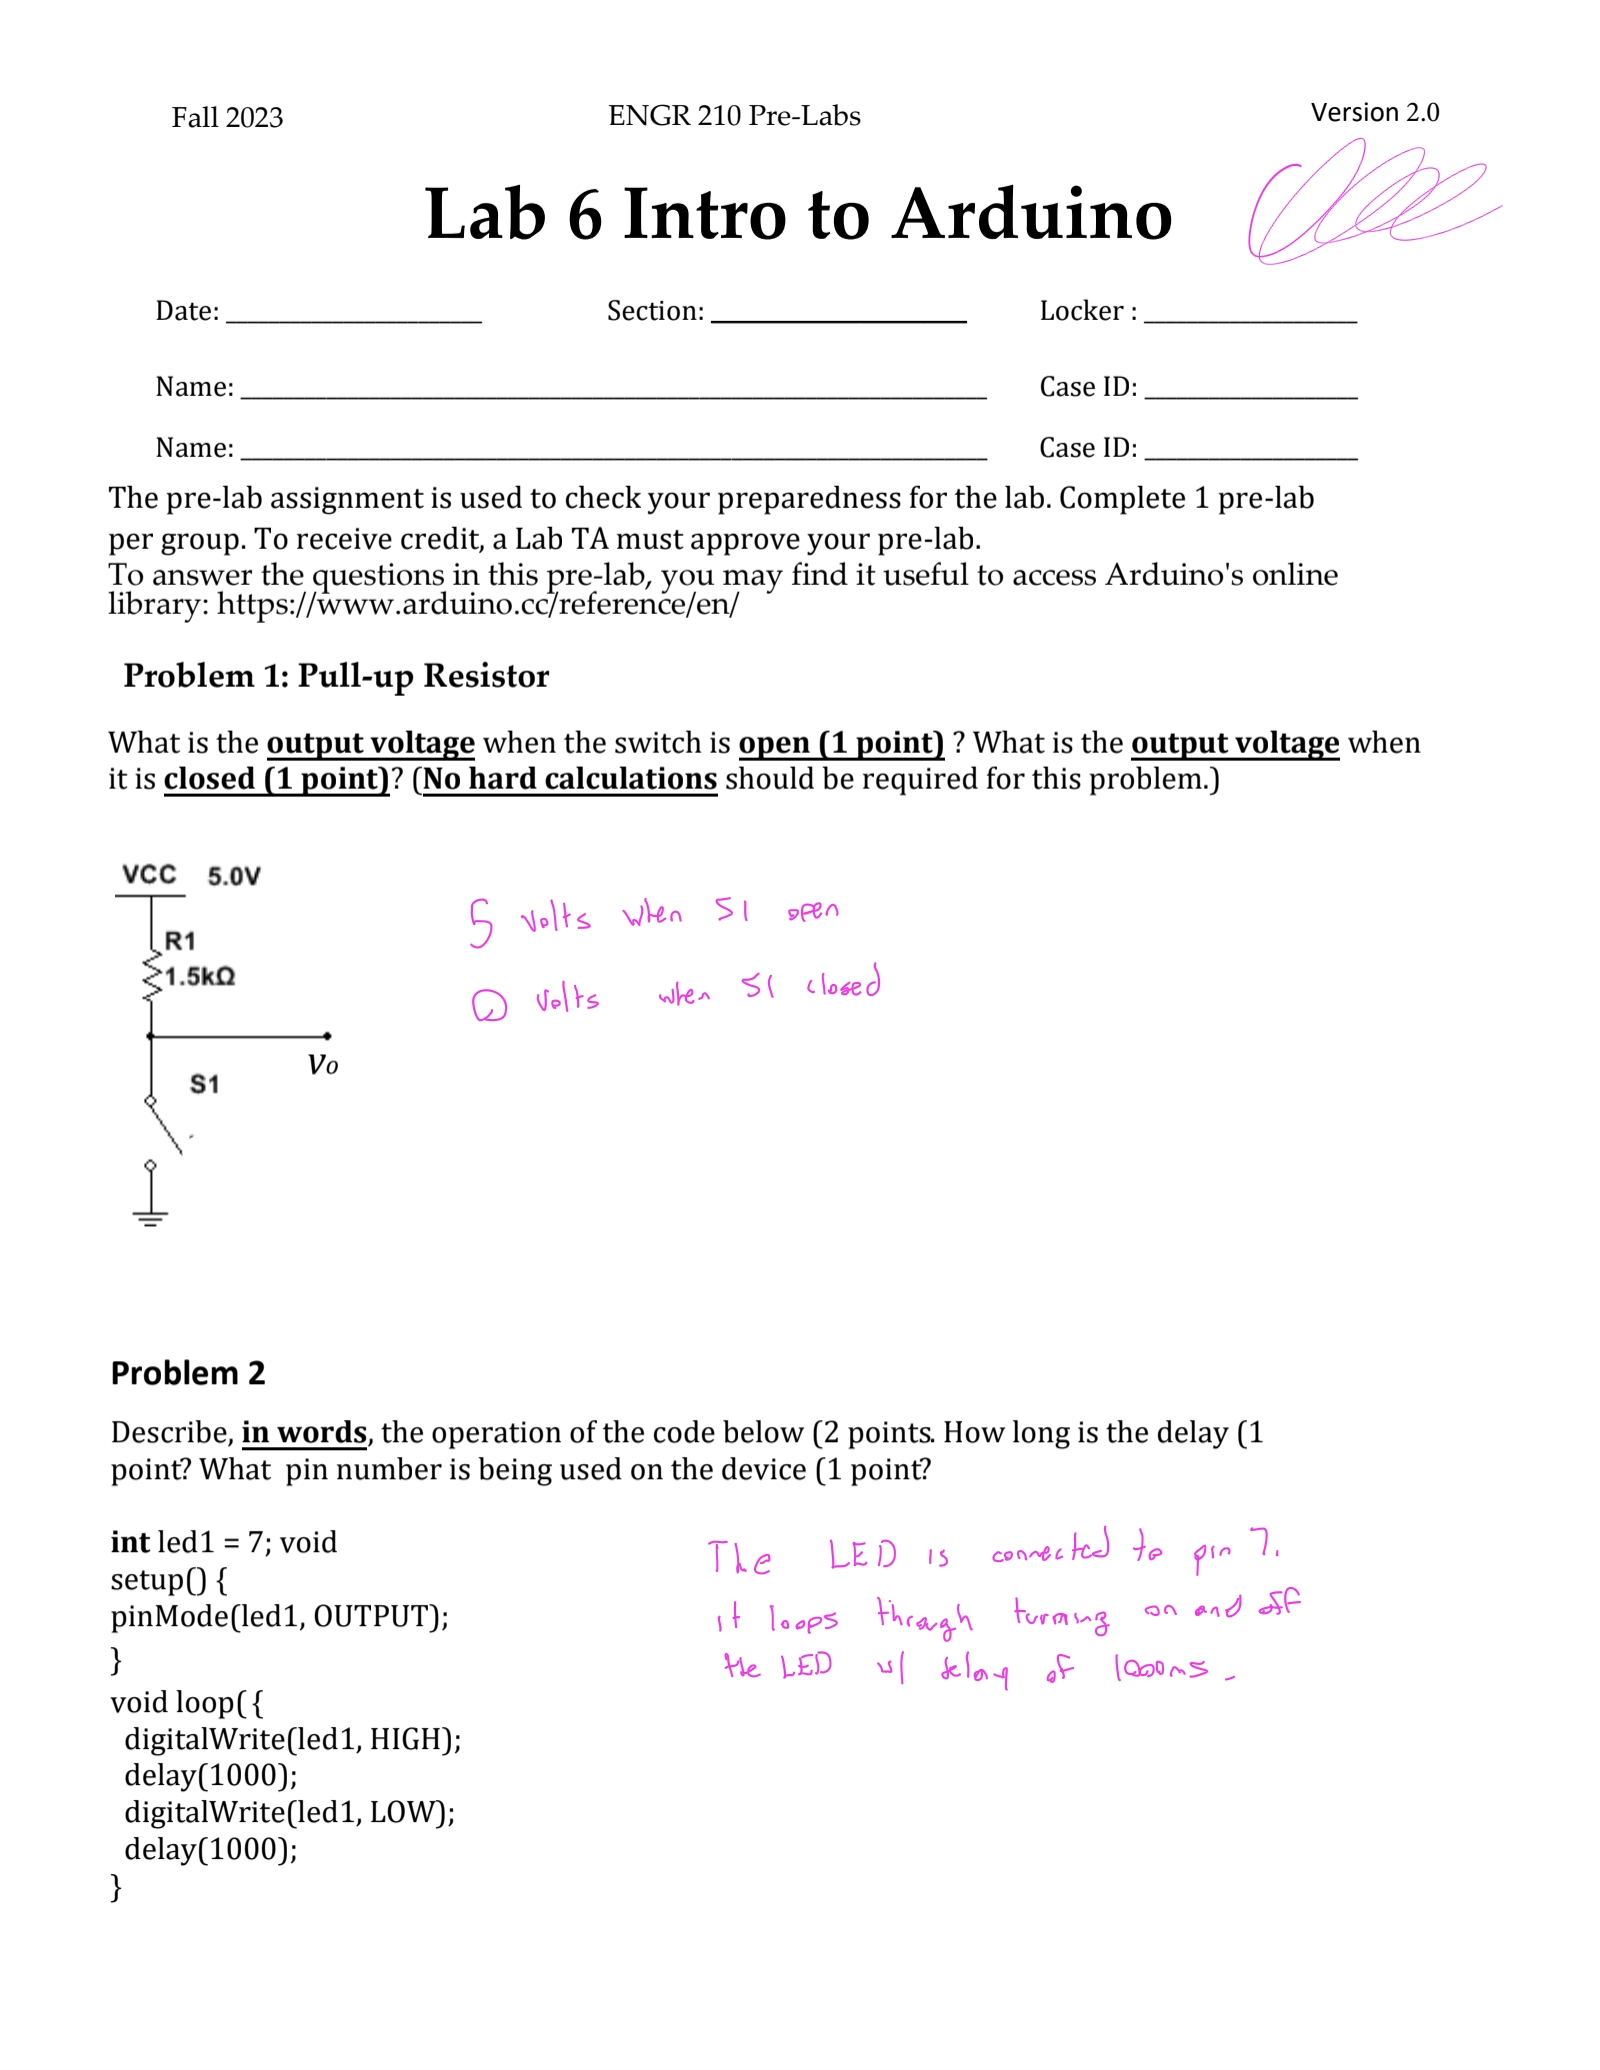 Fall 2023 ENGR 210 Pre-Labs Version 2.0
Lab 6 Intro to Arduino
Date: __________________ Section: __________________ Locker : _______________
Name: _____________________________________________________ Case ID: _______________
Name: _____________________________________________________ Case ID: _______________
The pre-lab assignment is used to check your preparedness for the lab. Complete 1 pre-lab
per group. To receive credit, a Lab TA must approve your pre-lab.
To answer the questions in this pre-lab, you may find it useful to access Arduino's online
library: https://www.arduino.cc/reference/en/
Problem 1: Pull-up Resistor
What is the output voltage when the switch is open (1 point) ? What is the output voltage when
it is closed (1 point)? (No hard calculations should be required for this problem.)
VCC 5.0V
R1
1.5kΩ
Vo
S1
5 volts when S1 open
0 volts when S1 closed
Problem 2
Describe, in words, the operation of the code below (2 points. How long is the delay (1
point? What pin number is being used on the device (1 point?
int led1 = 7; void
setup() {
pinMode(led1, OUTPUT);
}
void loop({
digitalWrite(led1, HIGH);
delay(1000);
digitalWrite(led1, LOW);
delay(1000);
}
The LED is connected to pin 7.
it loops through turning on and off
the LED w/ delay of 1000ms.